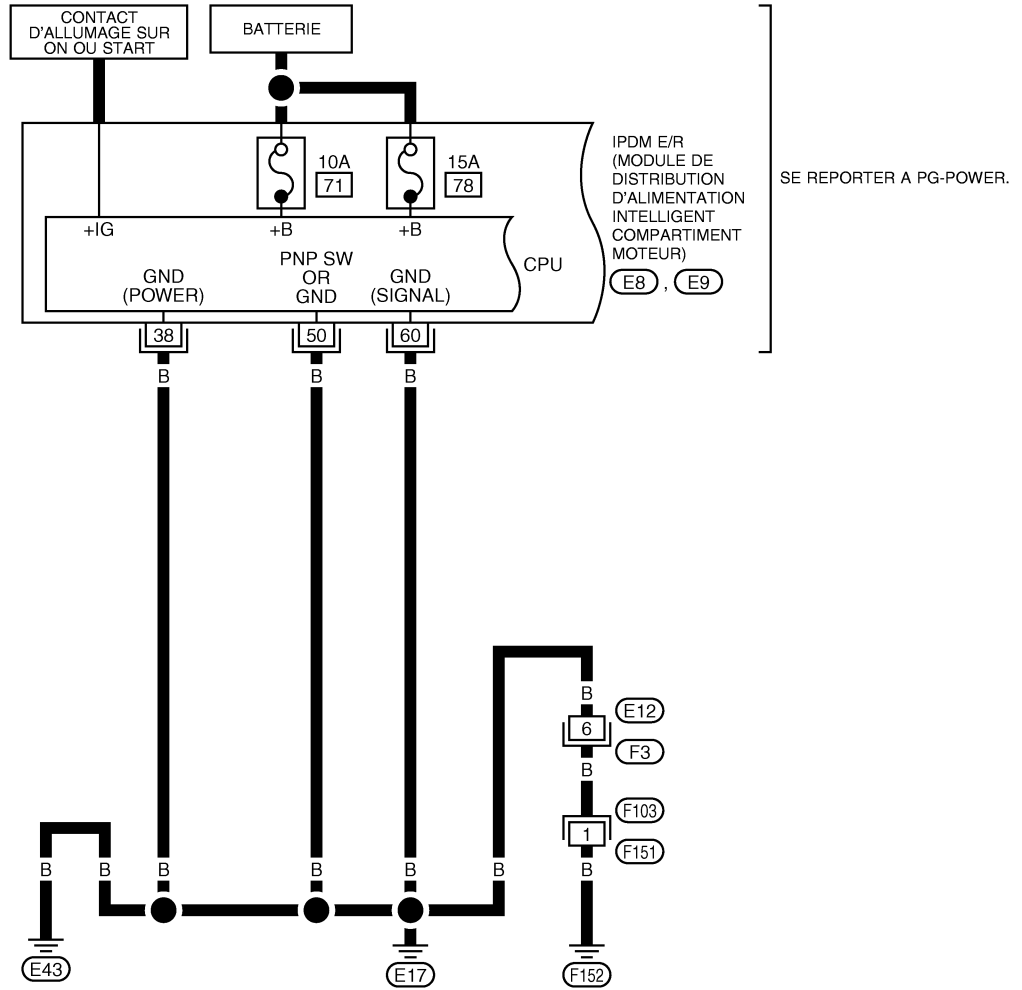 CONTACT
D'ALLUMAGE SUR
ON OU START
BATTERIE
10A
71
15A
78
IPDM E/R
(MODULE DE
DISTRIBUTION
D'ALIMENTATION
INTELLIGENT
COMPARTIMENT
MOTEUR)
E8 , E9
SE REPORTER A PG-POWER.
+IG
+B
+B
CPU
GND
(POWER)
PNP SW
OR
GND
GND
(SIGNAL)
38
50
60
B
B
B
B
E12
6
F3
B
F103
1
F151
B
B
B
B
B
B
B
E43
E17
F152